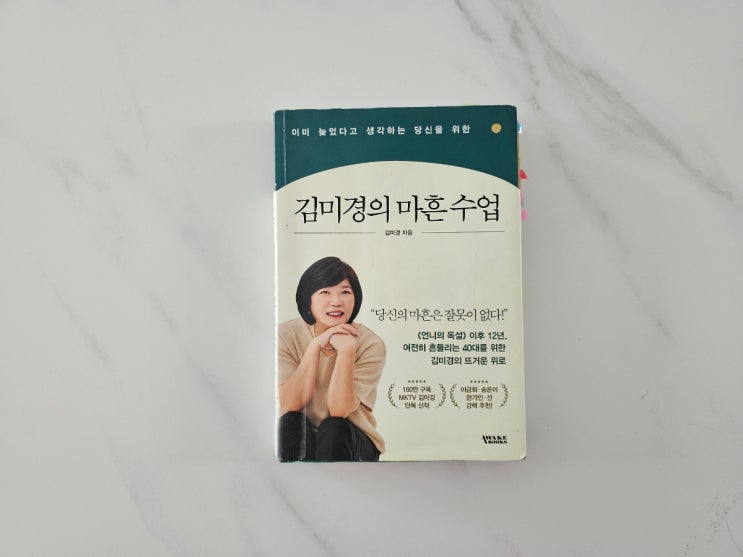 이미 늦었다고 생각하는 당신을 위한
김미경의 마흔 수업
김미경 지음
“당신의 마흔은 잘못이 없다!”
《언니의 독설》 이후 12년,
여전히 흔들리는 40대를 위한
김미경의 뜨거운 위로
★★★★★
160만 구독
MKTV 김미경
단독 신작
★★★★★
이금희·송은이
한가인·션
강력 추천!
AWAKE
BOOKS